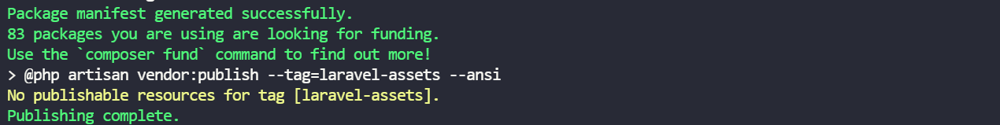 Package manifest generated successfully.
83 packages you are using are looking for funding.
Use the `composer fund` command to find out more!
> @php artisan vendor:publish --tag=laravel-assets --ansi
No publishable resources for tag [laravel-assets].
Publishing complete.